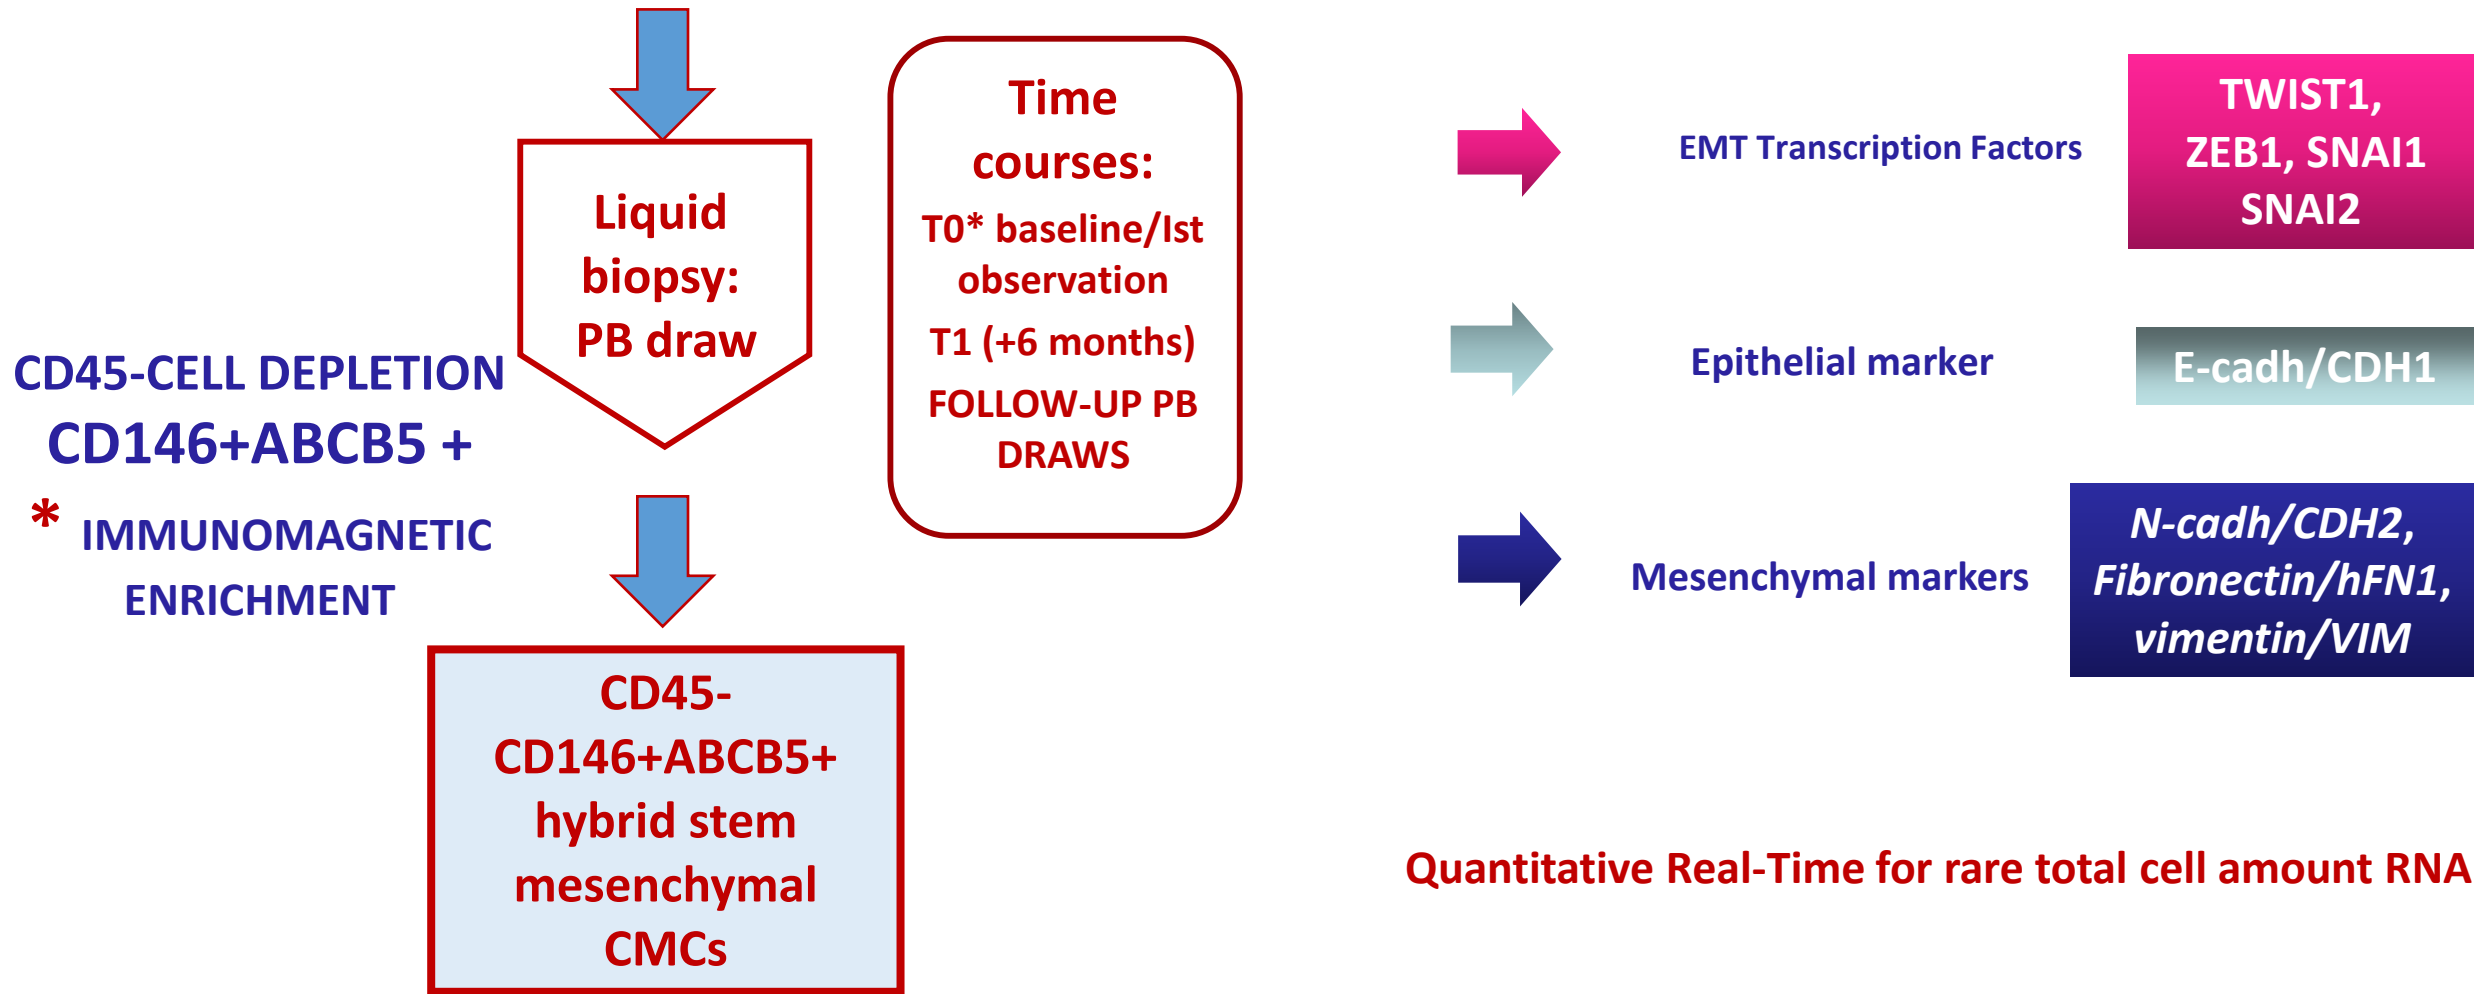 Liquid
biopsy:
PB draw
CD45-CELL DEPLETION
CD146+ABCB5 +
* IMMUNOMAGNETIC
ENRICHMENT
CD45-
CD146+ABCB5+
hybrid stem
mesenchymal
CMCs
Time
courses:
T0* baseline/Ist
observation
T1 (+6 months)
FOLLOW-UP PB
DRAWS
EMT Transcription Factors
TWIST1,
ZEB1, SNAI1
SNAI2
Epithelial marker
E-cadh/CDH1
Mesenchymal markers
N-cadh/CDH2,
Fibronectin/hFN1,
vimentin/VIM
Quantitative Real-Time for rare total cell amount RNA